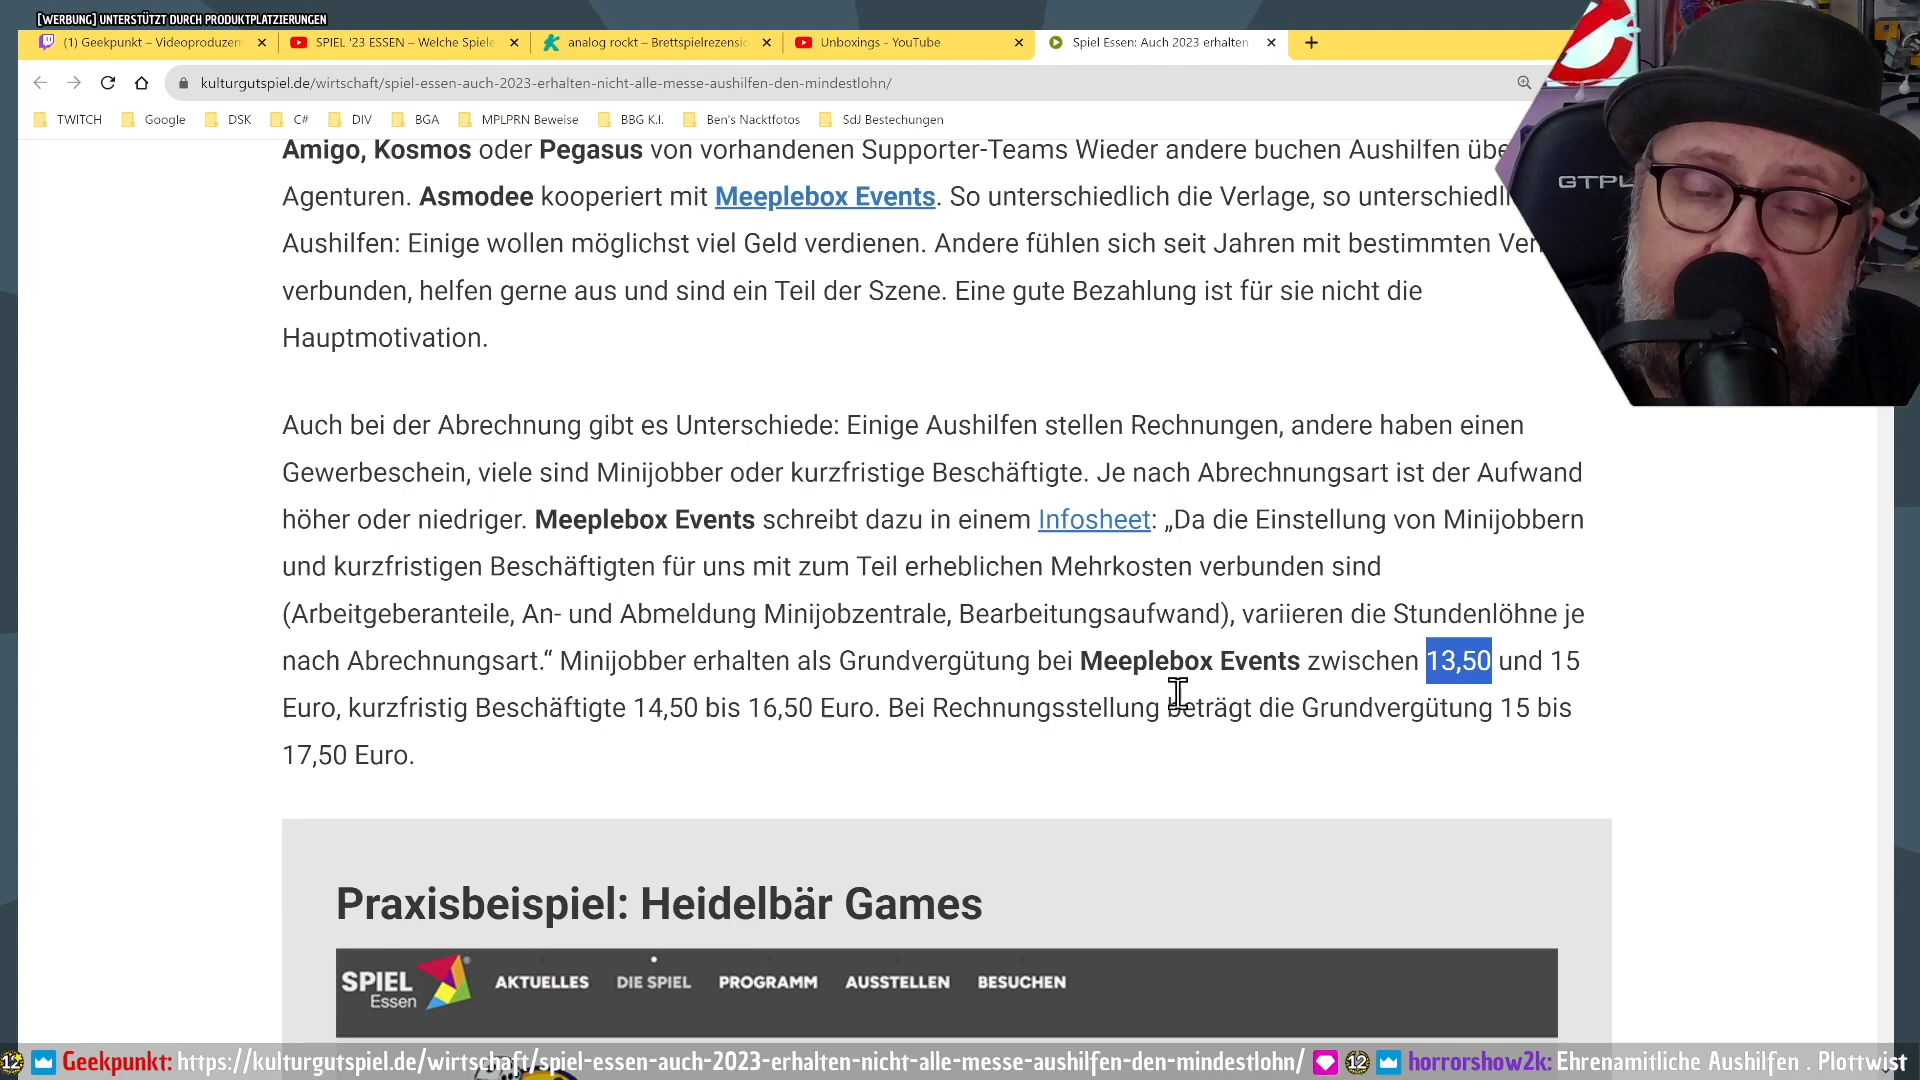 [WERBUNG] UNTERSTÜTZT DURCH PRODUKTPLATZIERUNGEN
(1) Geekpunkt – Videoproduzen
SPIEL '23 ESSEN – Welche Spiele
analog rockt – Brettspielrezensio
Unboxings - YouTube
Spiel Essen: Auch 2023 erhalten
kulturgutspiel.de/wirtschaft/spiel-essen-auch-2023-erhalten-nicht-alle-messe-aushilfen-den-mindestlohn/
TWITCH Google DSK C# DIV BGA MPLPRN Beweise BBG K.I. Ben's Nacktfotos SdJ Bestechungen
Amigo, Kosmos oder Pegasus von vorhandenen Supporter-Teams Wieder andere buchen Aushilfen übe
Agenturen. Asmodee kooperiert mit Meeplebox Events. So unterschiedlich die Verlage, so unterschiedli
Aushilfen: Einige wollen möglichst viel Geld verdienen. Andere fühlen sich seit Jahren mit bestimmten Ver
verbunden, helfen gerne aus und sind ein Teil der Szene. Eine gute Bezahlung ist für sie nicht die
Hauptmotivation.
Auch bei der Abrechnung gibt es Unterschiede: Einige Aushilfen stellen Rechnungen, andere haben einen
Gewerbeschein, viele sind Minijobber oder kurzfristige Beschäftigte. Je nach Abrechnungsart ist der Aufwand
höher oder niedriger. Meeplebox Events schreibt dazu in einem Infosheet: „Da die Einstellung von Minijobbern
und kurzfristigen Beschäftigten für uns mit zum Teil erheblichen Mehrkosten verbunden sind
(Arbeitgeberanteile, An- und Abmeldung Minijobzentrale, Bearbeitungsaufwand), variieren die Stundenlöhne je
nach Abrechnungsart.“ Minijobber erhalten als Grundvergütung bei Meeplebox Events zwischen 13,50 und 15
Euro, kurzfristig Beschäftigte 14,50 bis 16,50 Euro. Bei Rechnungsstellung beträgt die Grundvergütung 15 bis
17,50 Euro.
Praxisbeispiel: Heidelbär Games
SPIEL Essen ® AKTUELLES DIE SPIEL PROGRAMM AUSSTELLEN BESUCHEN
GTPL
12 Geekpunkt: https://kulturgutspiel.de/wirtschaft/spiel-essen-auch-2023-erhalten-nicht-alle-messe-aushilfen-den-mindestlohn/ 12 horrorshow2k: Ehrenamitliche Aushilfen . Plottwist